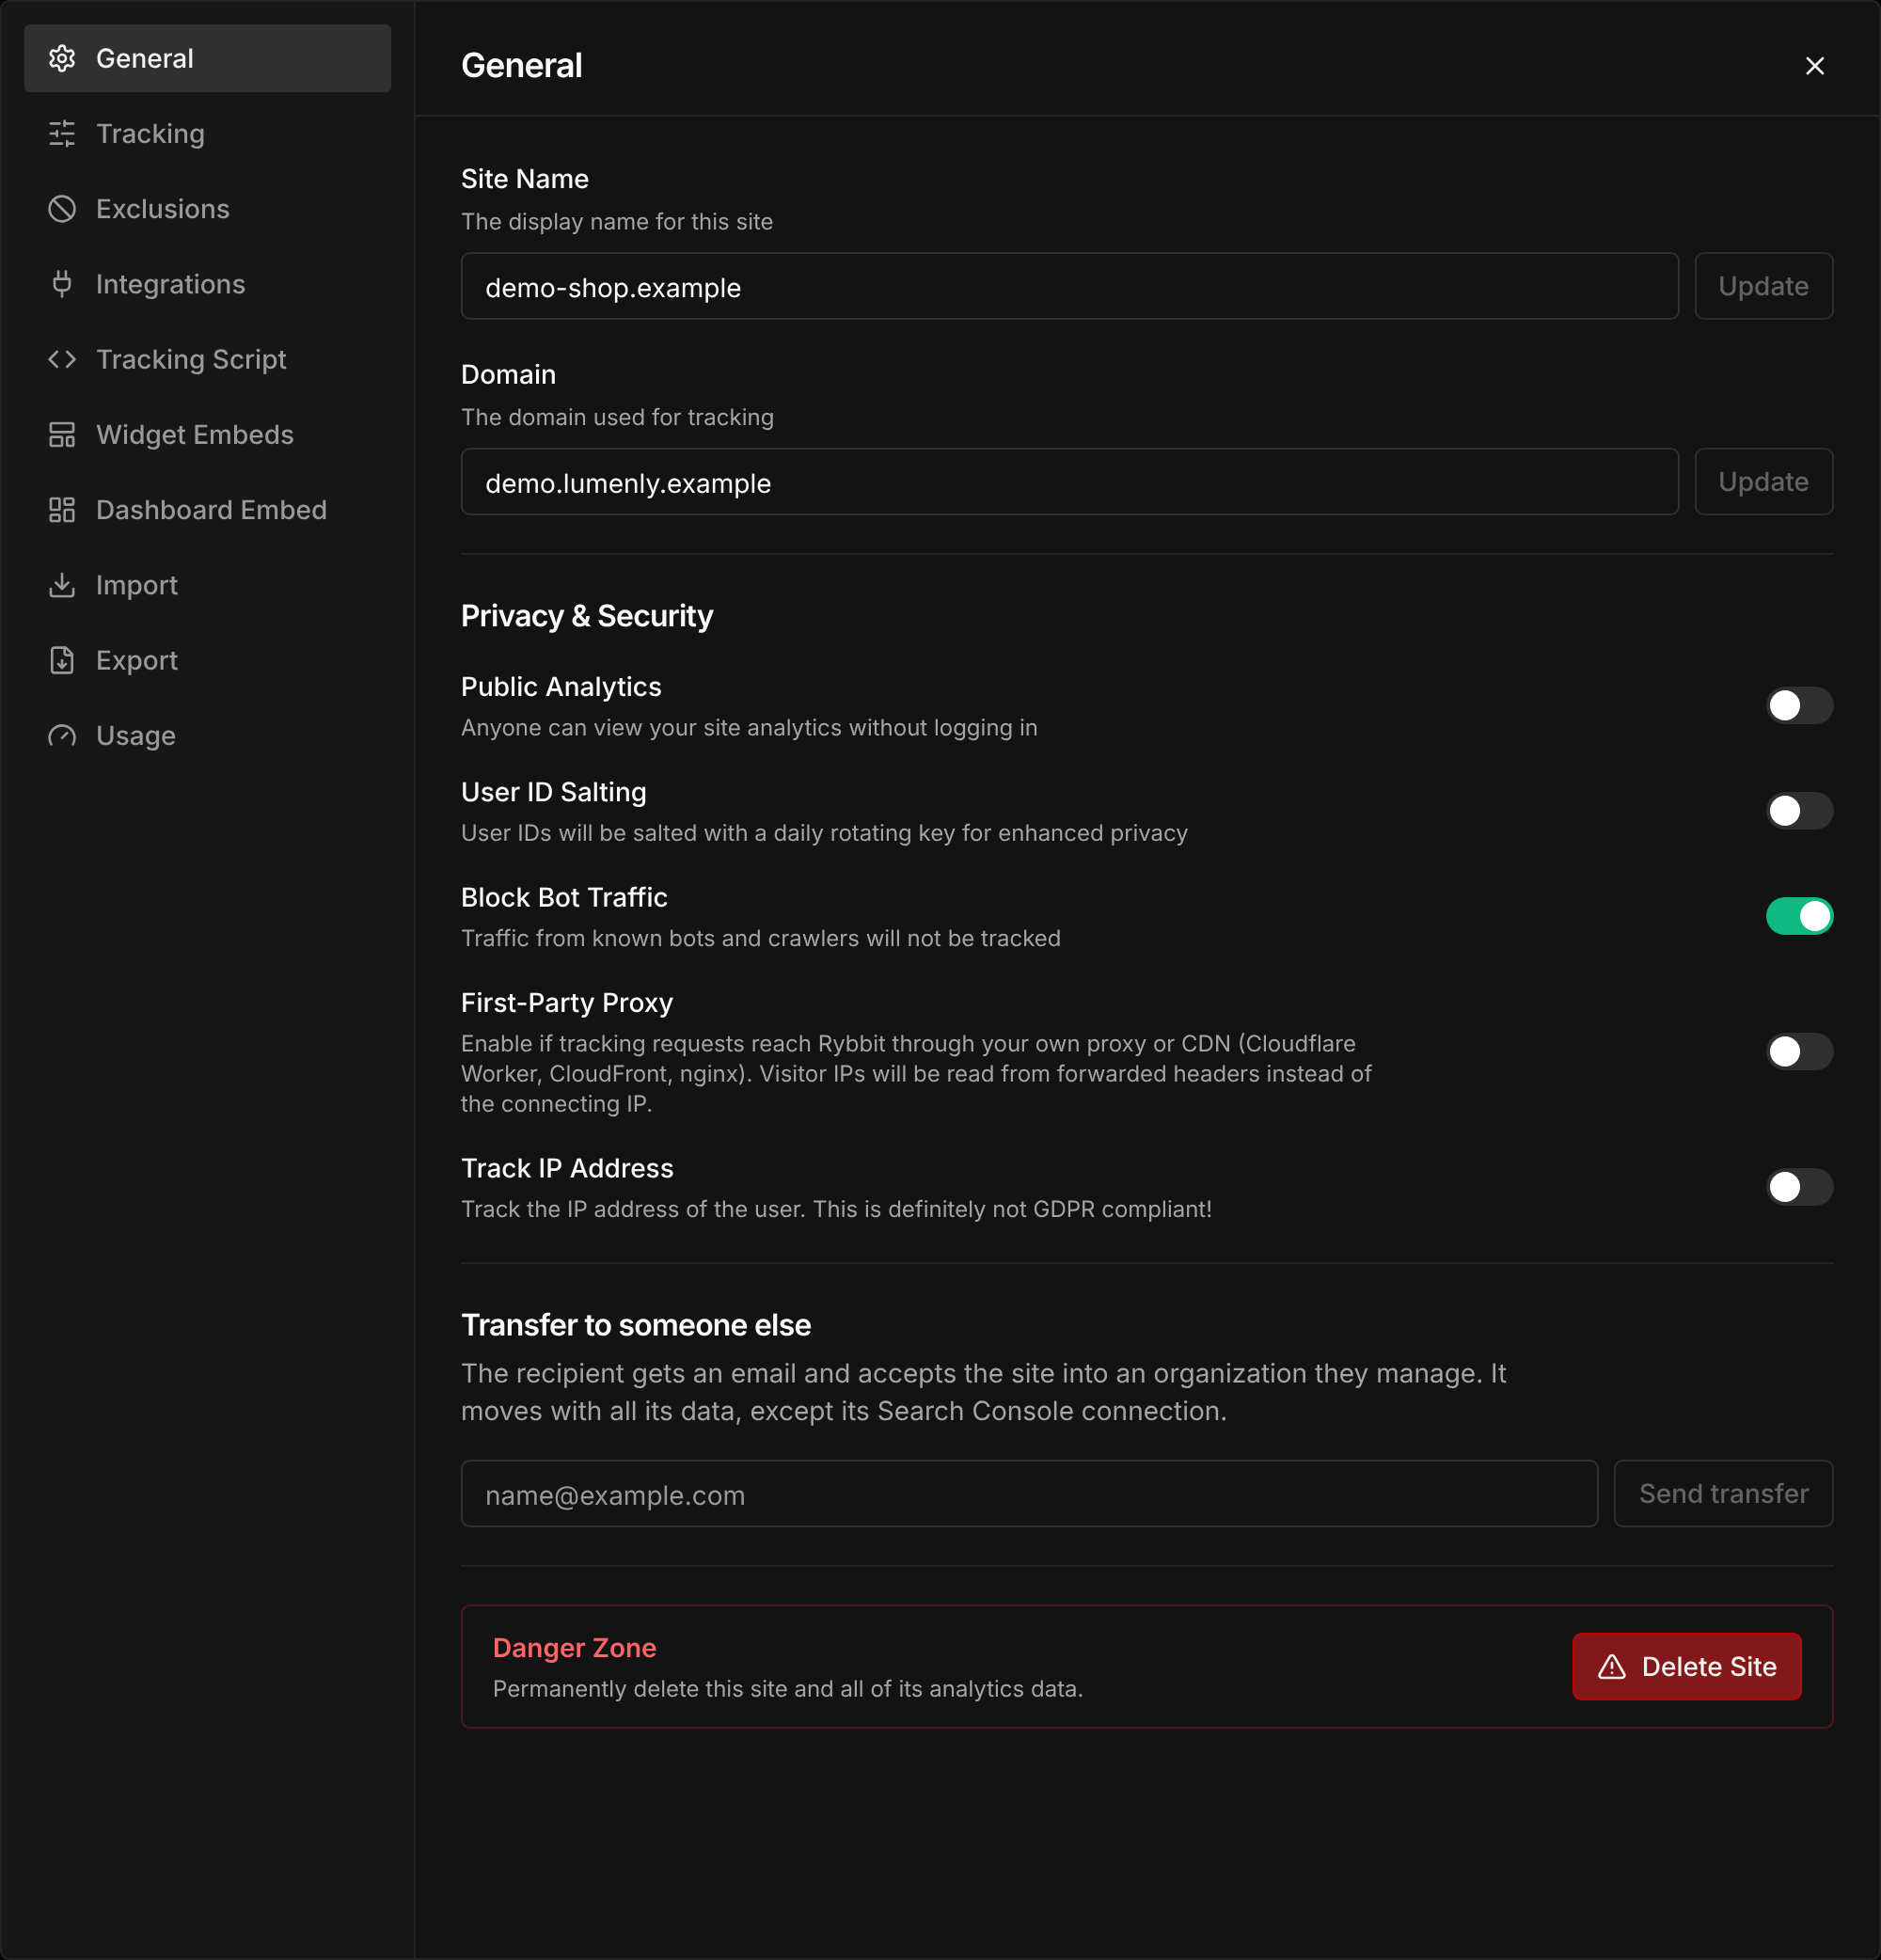 General
Tracking
Exclusions
Integrations
Tracking Script
Widget Embeds
Dashboard Embed
Import
Export
Usage
General
Site Name
The display name for this site
demo-shop.example
Update
Domain
The domain used for tracking
demo.lumenly.example
Update
Privacy & Security
Public Analytics
Anyone can view your site analytics without logging in
User ID Salting
User IDs will be salted with a daily rotating key for enhanced privacy
Block Bot Traffic
Traffic from known bots and crawlers will not be tracked
First-Party Proxy
Enable if tracking requests reach Rybbit through your own proxy or CDN (Cloudflare
Worker, CloudFront, nginx). Visitor IPs will be read from forwarded headers instead of
the connecting IP.
Track IP Address
Track the IP address of the user. This is definitely not GDPR compliant!
Transfer to someone else
The recipient gets an email and accepts the site into an organization they manage. It
moves with all its data, except its Search Console connection.
name@example.com
Send transfer
Danger Zone
Permanently delete this site and all of its analytics data.
Delete Site